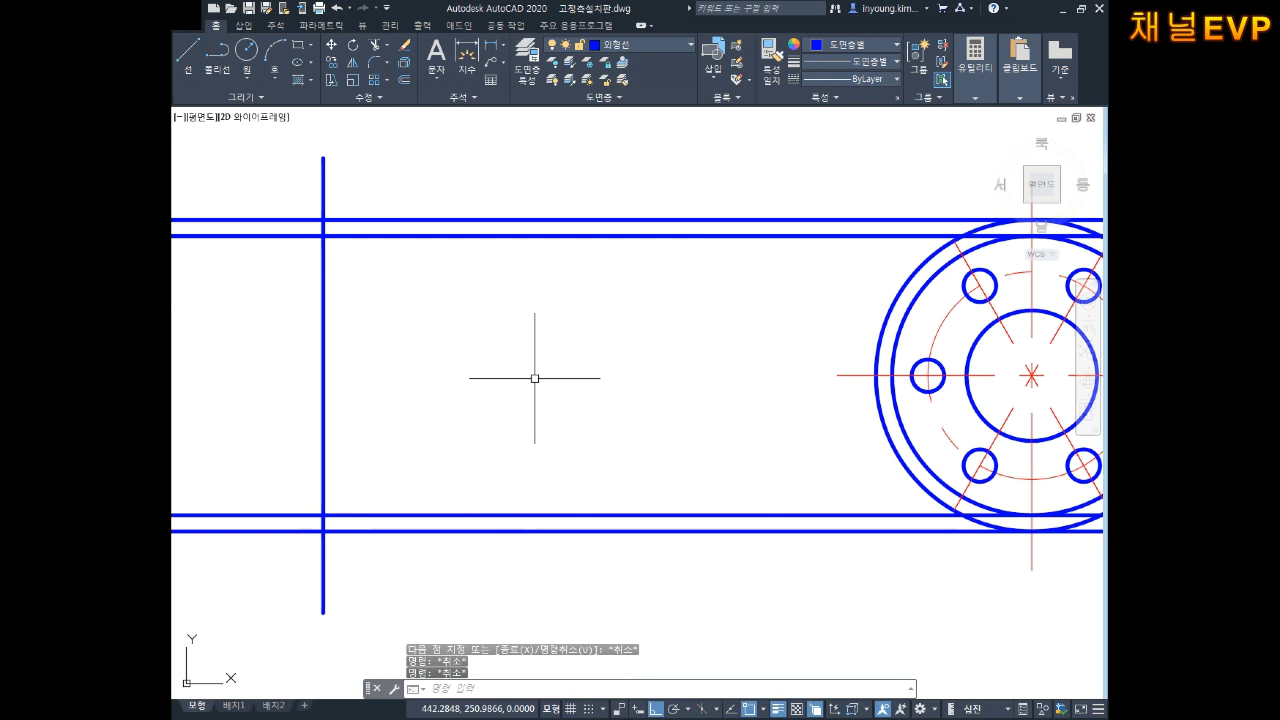 Autodesk AutoCAD 2020 고정측설치판.dwg
키워드 또는 구절 입력
inyoung.kim...
채널EVP
홈 삽입 주석 파라메트릭 뷰 관리 출력 애드인 공동 작업 주요 응용프로그램
선 폴리선 원 호
문자 치수
도면층
특성
외형선
삽입
특성
일치
도면층별
도면층별
ByLayer
그룹
유틸리티
클립보드
기준
그리기 수정 주석 도면층 블록 특성 그룹 뷰
[-][평면도][2D 와이어프레임]
북
서 평면도 동
남
WCS
Y
X
다음 점 지정 또는 [종료(X)/명령취소(U)]: *취소*
명령: *취소*
명령: *취소*
명령 입력
모형 배치1 배치2 +
442.2848, 250.9866, 0.0000 모형
십진